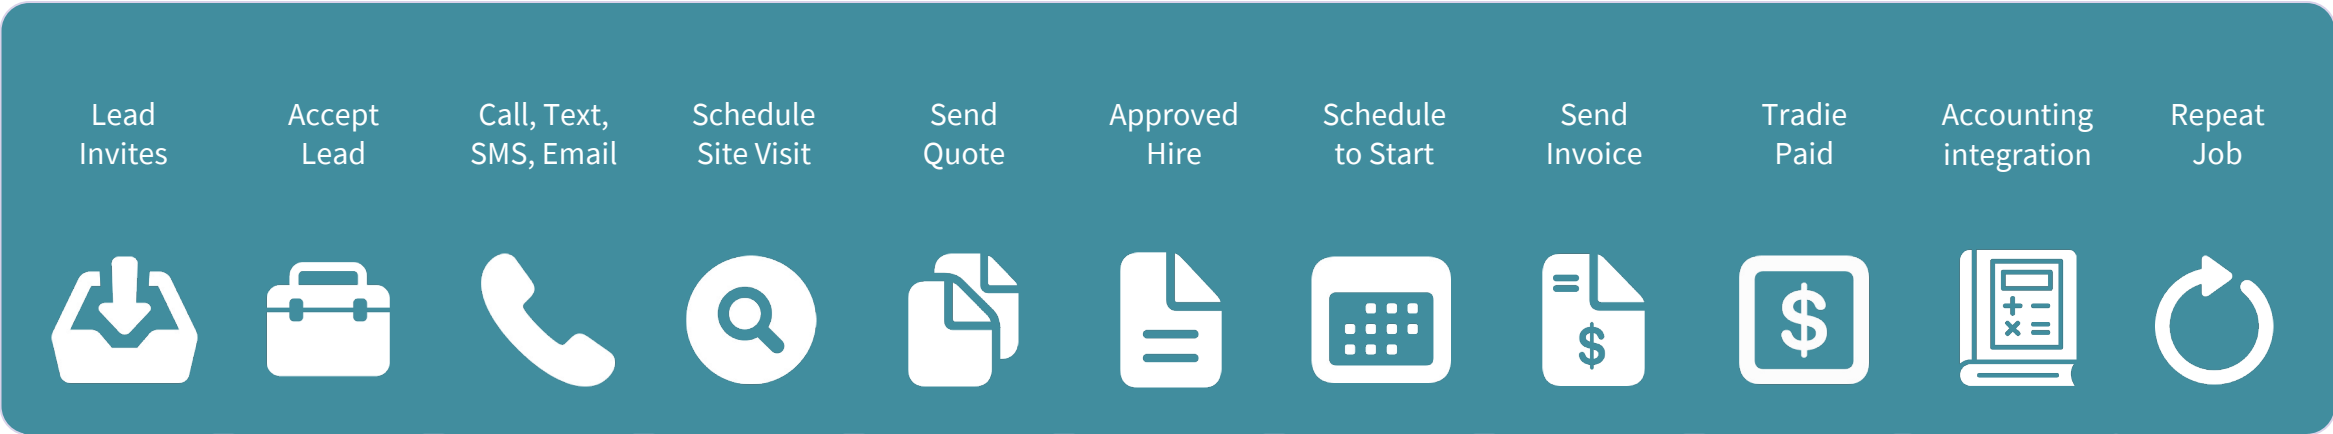 Lead
Invites
Accept
Lead
Call, Text,
SMS, Email
Schedule
Site Visit
Send
Quote
Approved
Hire
Schedule
to Start
Send
Invoice
Tradie
Paid
Accounting
integration
Repeat
Job
$
$